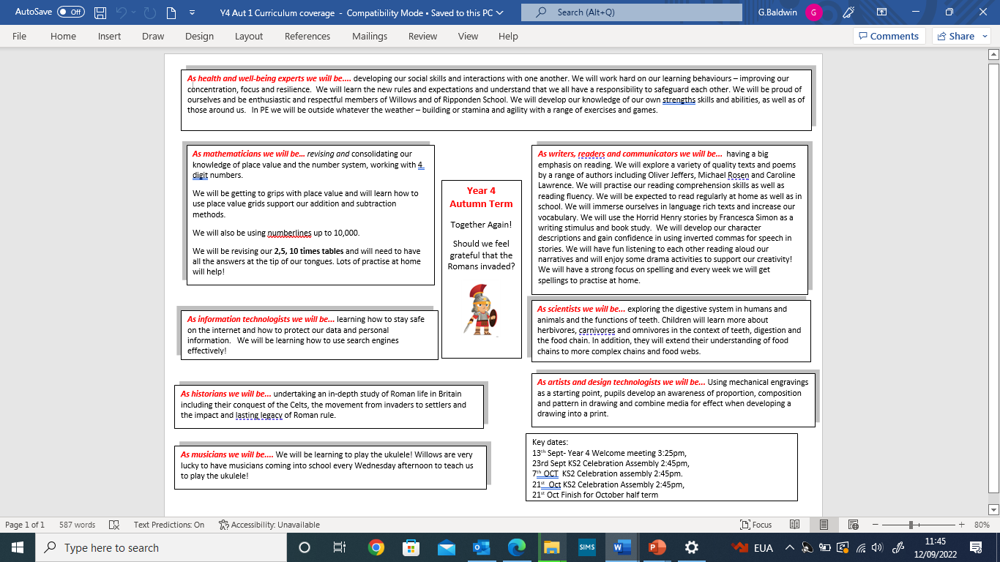 AutoSave Off Y4 Aut 1 Curriculum coverage - Compatibility Mode • Saved to this PC Search (Alt+Q) G.Baldwin G
File Home Insert Draw Design Layout References Mailings Review View Help Comments Share
As health and well-being experts we will be…. developing our social skills and interactions with one another. We will work hard on our learning behaviours – improving our
concentration, focus and resilience. We will learn the new rules and expectations and understand that we all have a responsibility to safeguard each other. We will be proud of
ourselves and be enthusiastic and respectful members of Willows and of Ripponden School. We will develop our knowledge of our own strengths skills and abilities, as well as of
those around us. In PE we will be outside whatever the weather – building or stamina and agility with a range of exercises and games.
As mathematicians we will be… revising and consolidating our
knowledge of place value and the number system, working with 4
digit numbers.
We will be getting to grips with place value and will learn how to
use place value grids support our addition and subtraction
methods.
We will also be using numberlines up to 10,000.
We will be revising our 2,5, 10 times tables and will need to have
all the answers at the tip of our tongues. Lots of practise at home
will help!
Year 4
Autumn Term
Together Again!
Should we feel
grateful that the
Romans invaded?
As writers, readers and communicators we will be… having a big
emphasis on reading. We will explore a variety of quality texts and poems
by a range of authors including Oliver Jeffers, Michael Rosen and Caroline
Lawrence. We will practise our reading comprehension skills as well as
reading fluency. We will be expected to read regularly at home as well as in
school. We will immerse ourselves in language rich texts and increase our
vocabulary. We will use the Horrid Henry stories by Francesca Simon as a
writing stimulus and book study. We will develop our character
descriptions and gain confidence in using inverted commas for speech in
stories. We will have fun listening to each other reading aloud our
narratives and will enjoy some drama activities to support our creativity!
We will have a strong focus on spelling and every week we will get
spellings to practise at home.
As information technologists we will be… learning how to stay safe
on the internet and how to protect our data and personal
information. We will be learning how to use search engines
effectively!
As scientists we will be… exploring the digestive system in humans and
animals and the functions of teeth. Children will learn more about
herbivores, carnivores and omnivores in the context of teeth, digestion and
the food chain. In addition, they will extend their understanding of food
chains to more complex chains and food webs.
As historians we will be… undertaking an in-depth study of Roman life in Britain
including their conquest of the Celts, the movement from invaders to settlers and
the impact and lasting legacy of Roman rule.
As artists and design technologists we will be… Using mechanical engravings
as a starting point, pupils develop an awareness of proportion, composition
and pattern in drawing and combine media for effect when developing a
drawing into a print.
As musicians we will be…. We will be learning to play the ukulele! Willows are very
lucky to have musicians coming into school every Wednesday afternoon to teach us
to play the ukulele!
Key dates:
13th Sept- Year 4 Welcome meeting 3:25pm,
23rd Sept KS2 Celebration Assembly 2:45pm,
7th OCT KS2 Celebration assembly 2:45pm.
21st Oct KS2 Celebration Assembly 2:45pm,
21st Oct Finish for October half term
Page 1 of 1 587 words Text Predictions: On Accessibility: Unavailable Focus 80%
Type here to search SIMS W P EUA 11:45
12/09/2022